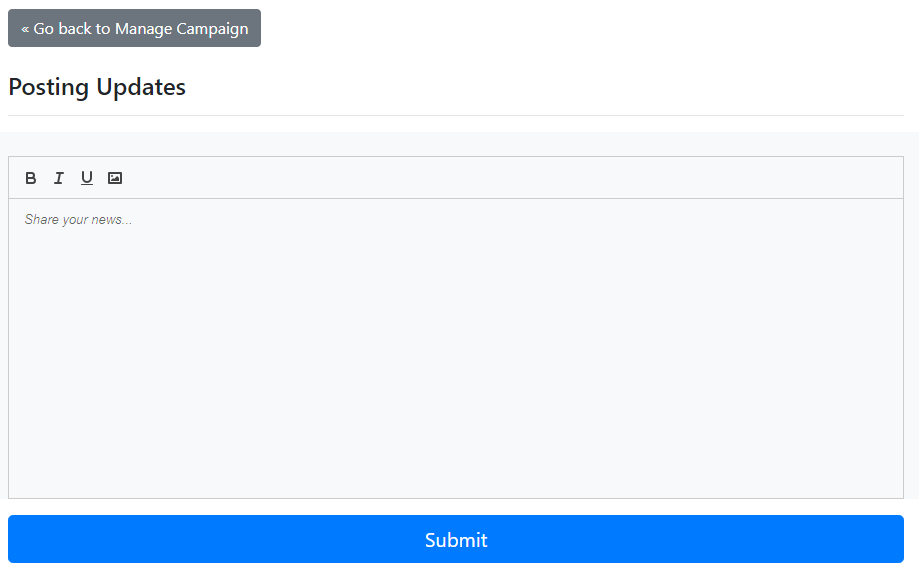 « Go back to Manage Campaign
Posting Updates
B I U
Share your news...
Submit